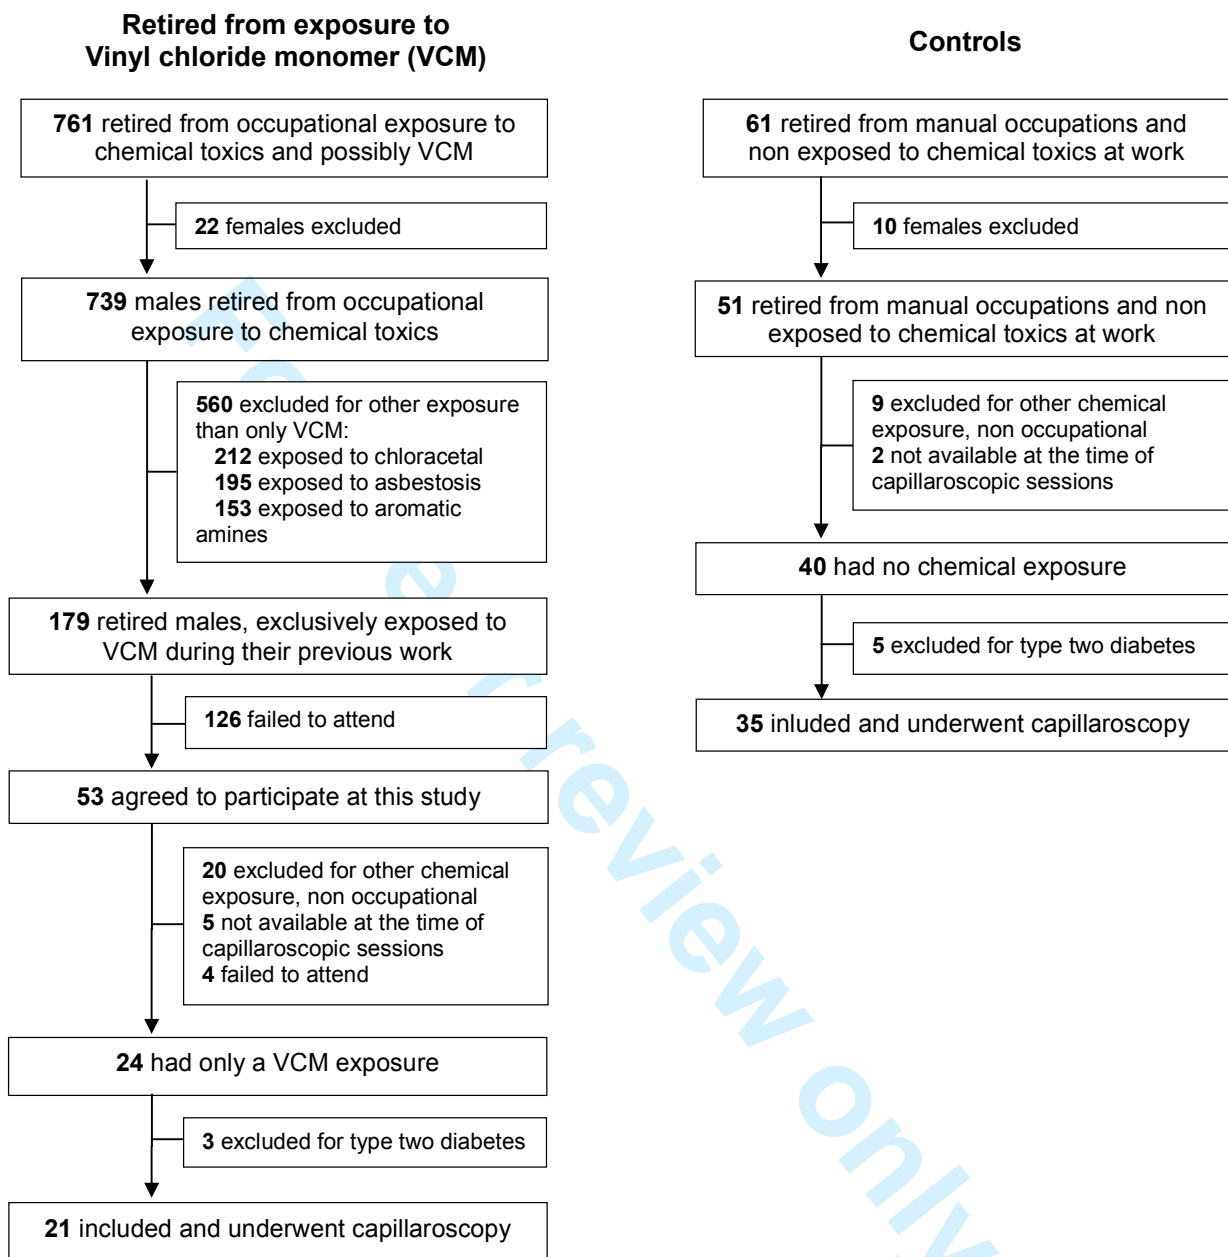 Retired from exposure to
Vinyl chloride monomer (VCM)
761 retired from occupational exposure to
chemical toxics and possibly VCM
22 females excluded
739 males retired from occupational
exposure to chemical toxics
560 excluded for other exposure
than only VCM:
212 exposed to chloracetal
195 exposed to asbestosis
153 exposed to aromatic
amines
179 retired males, exclusively exposed to
VCM during their previous work
126 failed to attend
53 agreed to participate at this study
20 excluded for other chemical
exposure, non occupational
5 not available at the time of
capillaroscopic sessions
4 failed to attend
24 had only a VCM exposure
3 excluded for type two diabetes
21 included and underwent capillaroscopy
Controls
61 retired from manual occupations and
non exposed to chemical toxics at work
10 females excluded
51 retired from manual occupations and non
exposed to chemical toxics at work
9 excluded for other chemical
exposure, non occupational
2 not available at the time of
capillaroscopic sessions
40 had no chemical exposure
5 excluded for type two diabetes
35 inluded and underwent capillaroscopy
For peer review only